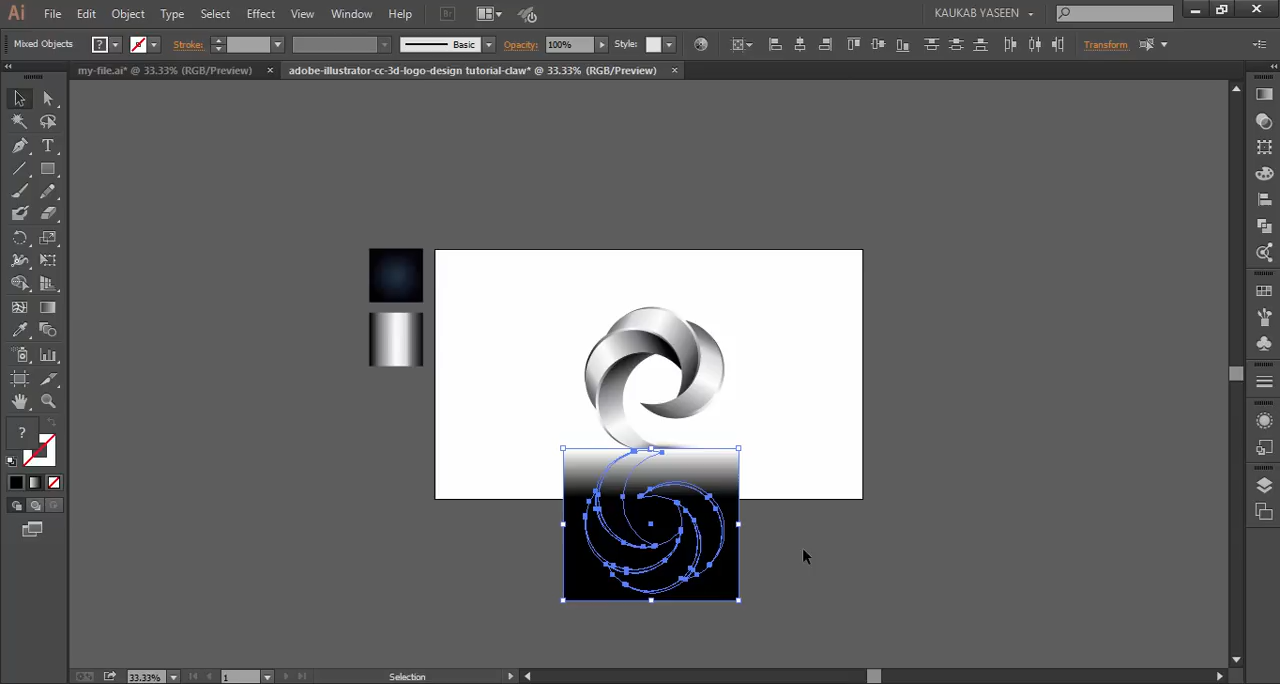 Ai File Edit Object Type Select Effect View Window Help Br KAUKAB YASEEN
Mixed Objects ? Stroke: Basic Opacity: 100% Style: Transform
my-file.ai* @ 33.33% (RGB/Preview) × adobe-illustrator-cc-3d-logo-design tutorial-claw* @ 33.33% (RGB/Preview) ×
T
?
33.33% 1 Selection